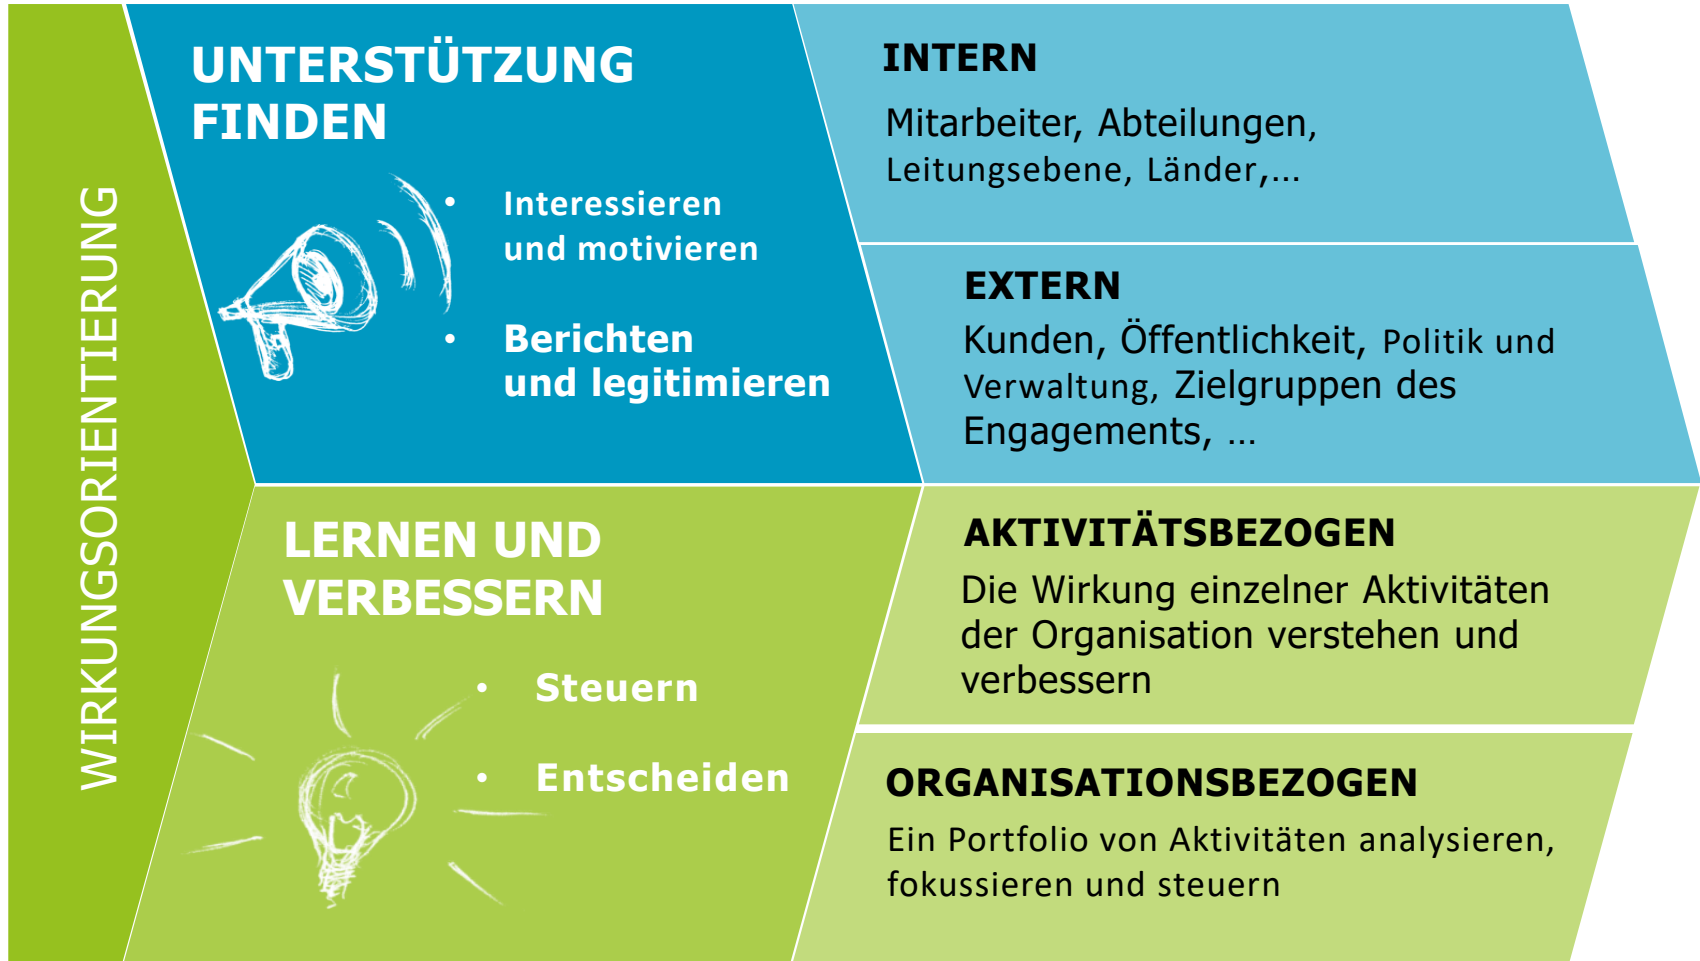 WIRKUNGSORIENTIERUNG
UNTERSTÜTZUNG
FINDEN
• Interessieren
und motivieren
• Berichten
und legitimieren
INTERN
Mitarbeiter, Abteilungen,
Leitungsebene, Länder,...
EXTERN
Kunden, Öffentlichkeit, Politik und
Verwaltung, Zielgruppen des
Engagements, ...
LERNEN UND
VERBESSERN
• Steuern
• Entscheiden
AKTIVITÄTSBEZOGEN
Die Wirkung einzelner Aktivitäten
der Organisation verstehen und
verbessern
ORGANISATIONSBEZOGEN
Ein Portfolio von Aktivitäten analysieren,
fokussieren und steuern